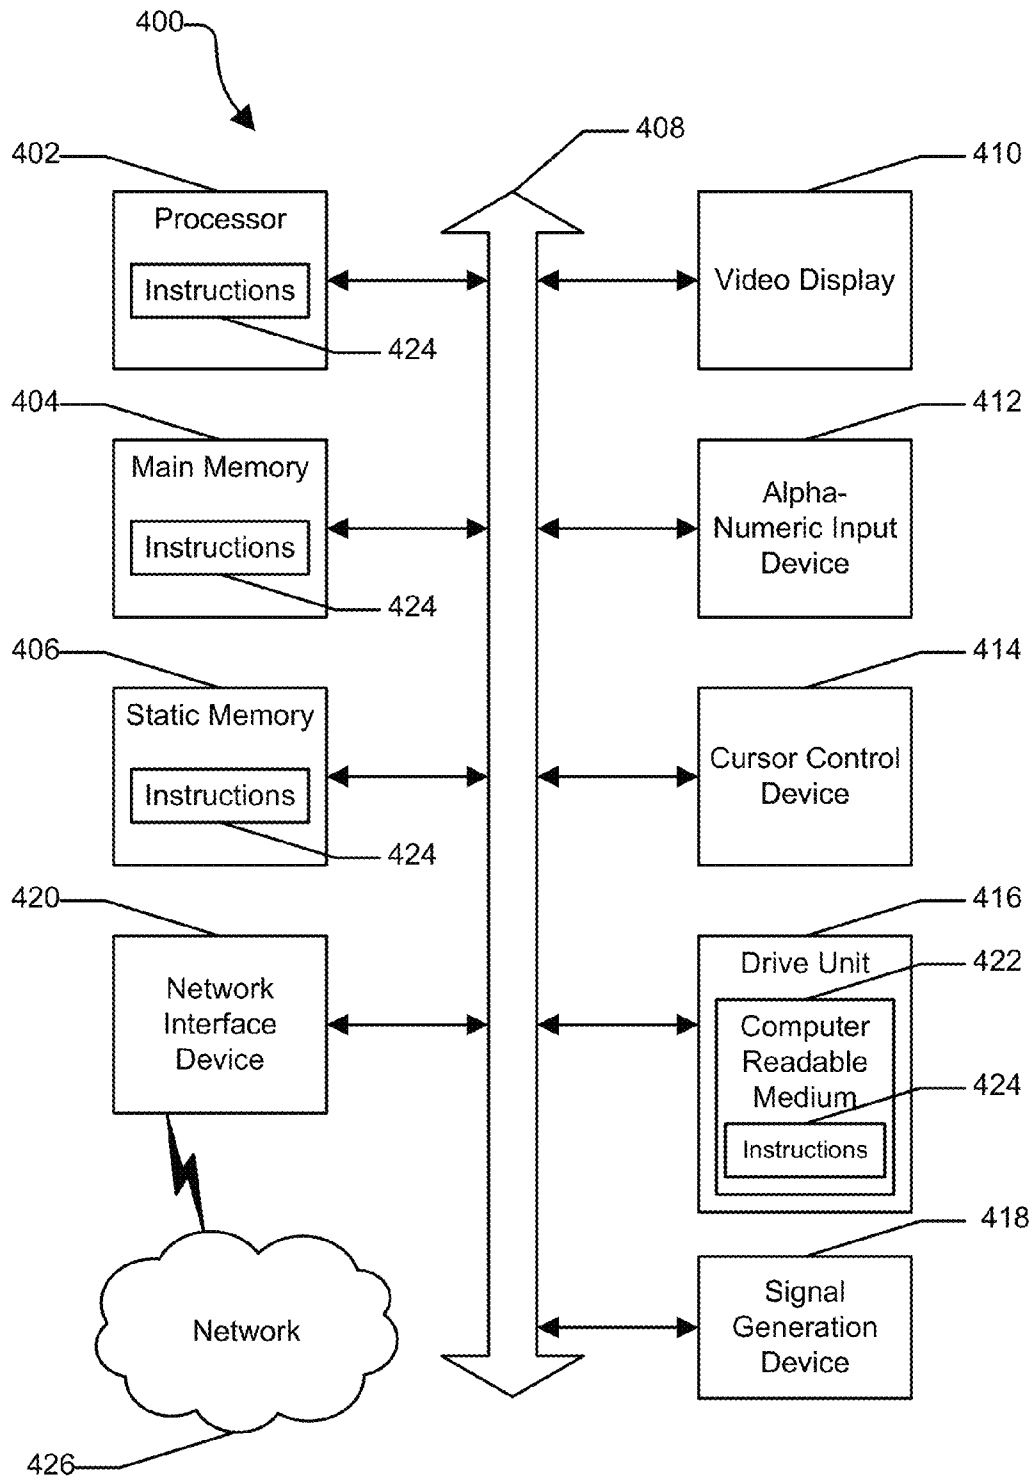 400
408
402
Processor
Instructions
424
410
Video Display
404
Main Memory
Instructions
424
412
Alpha-
Numeric Input
Device
406
Static Memory
Instructions
424
414
Cursor Control
Device
420
Network
Interface
Device
416
Drive Unit
422
Computer
Readable
Medium
424
Instructions
418
Signal
Generation
Device
Network
426